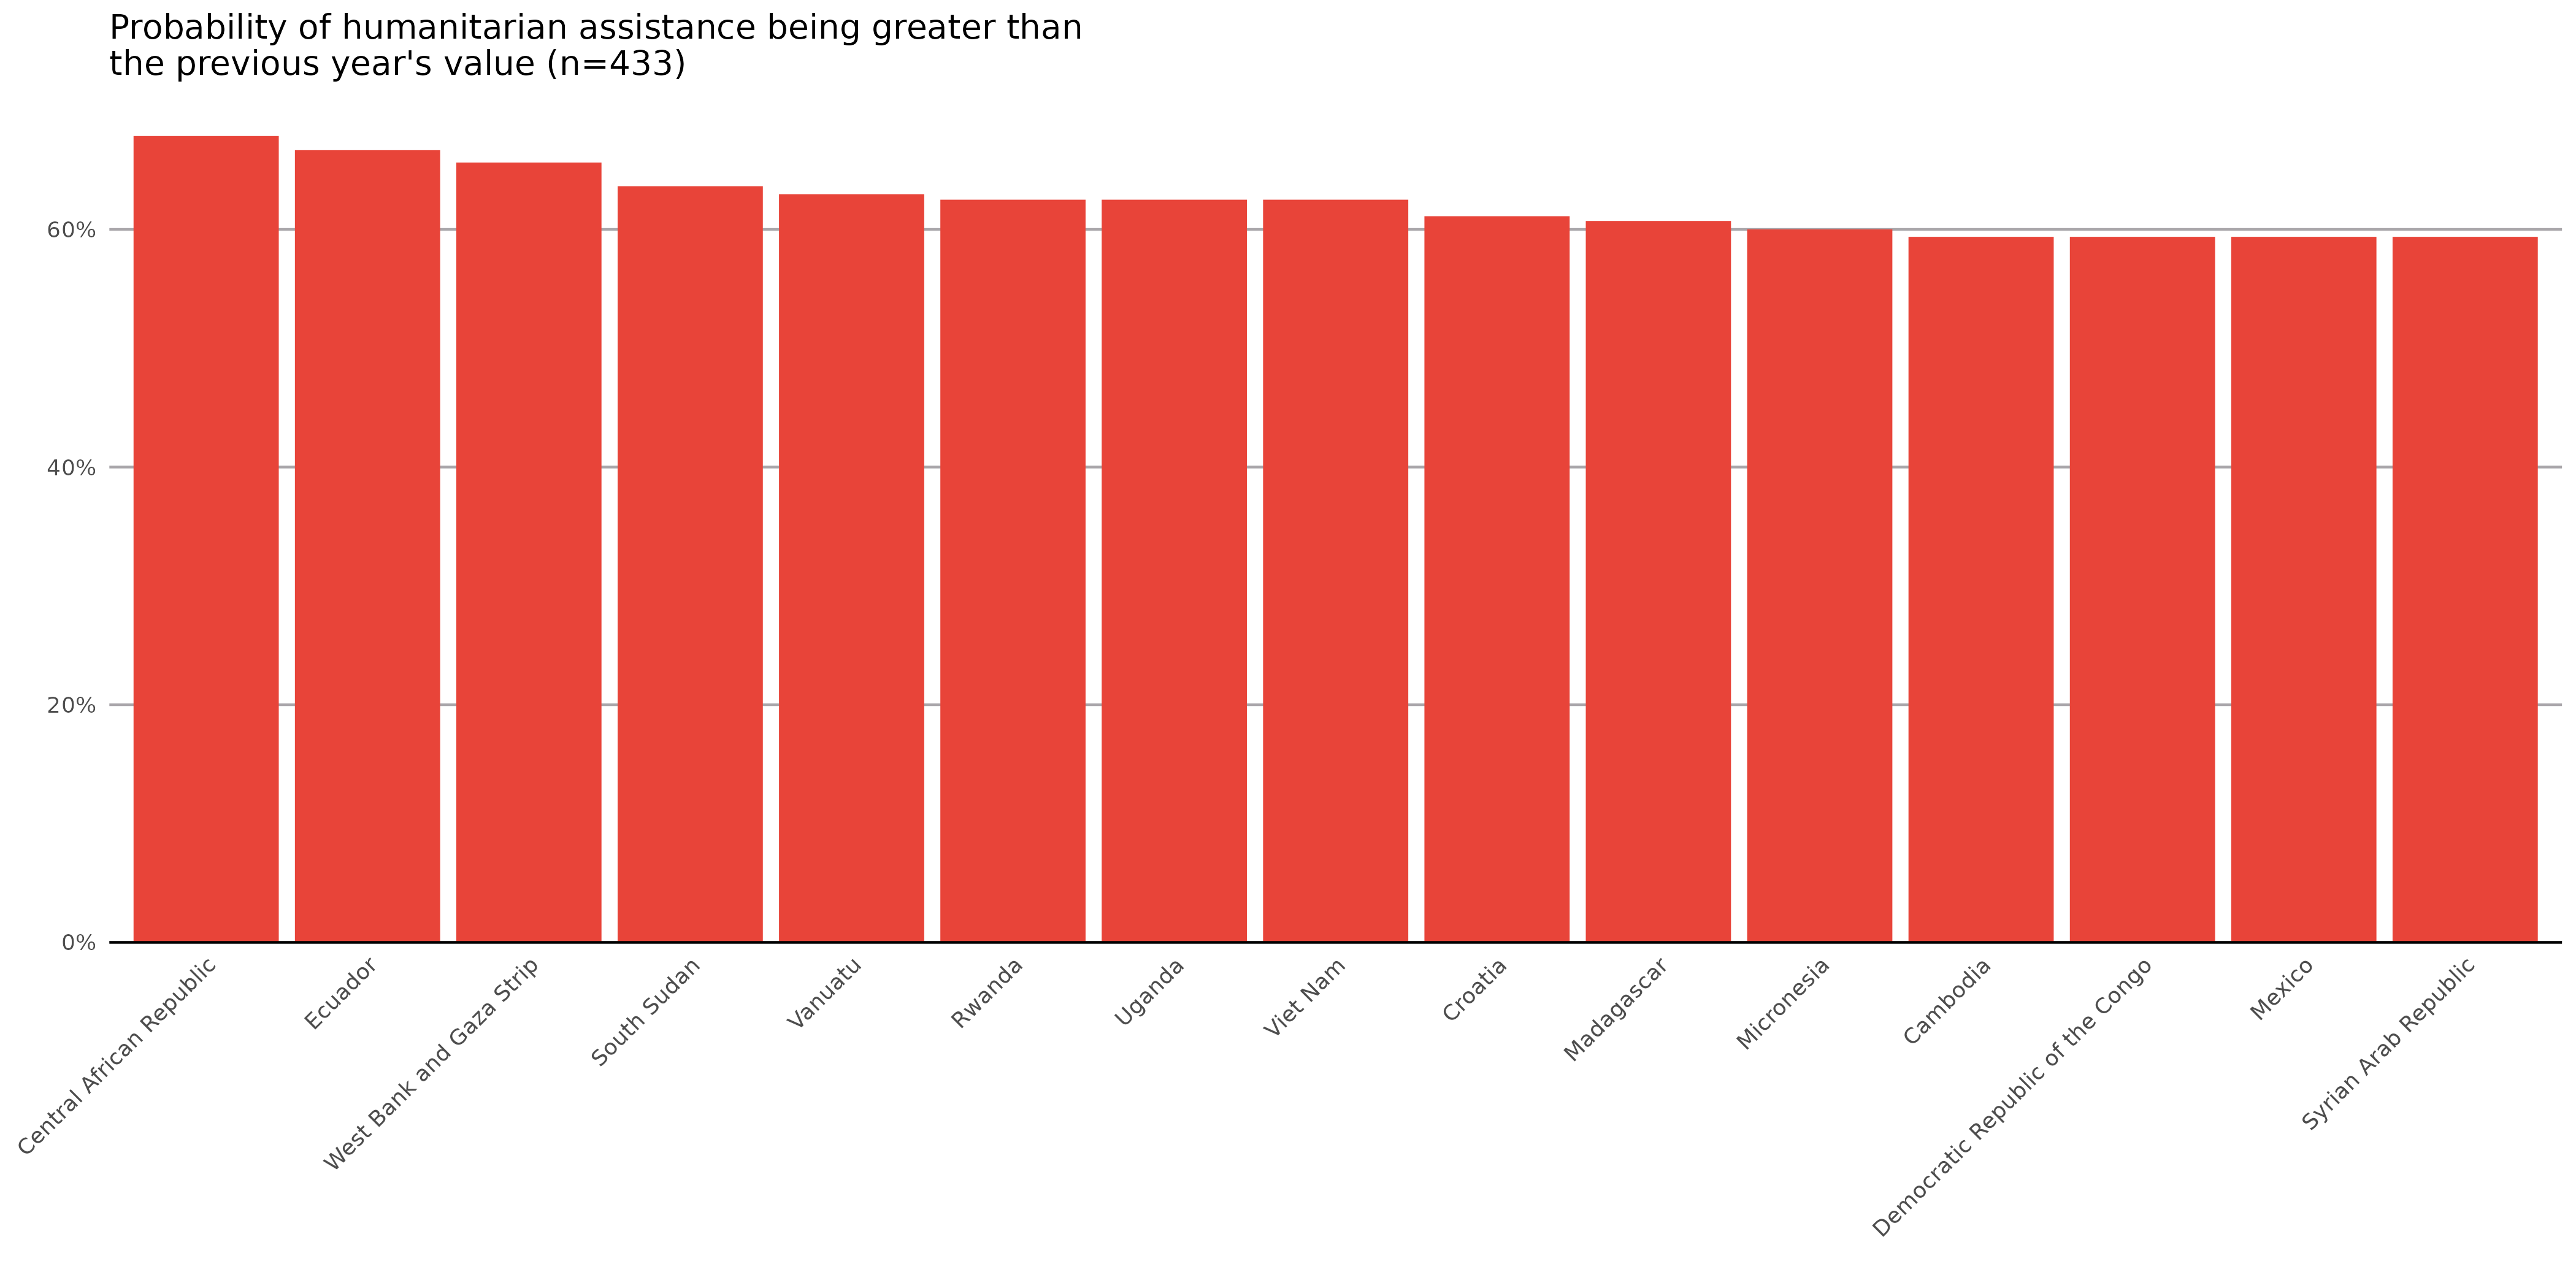 Probability of humanitarian assistance being greater than
the previous year's value (n=433)
60%
40%
20%
0%
Central African Republic
Ecuador
West Bank and Gaza Strip
South Sudan
Vanuatu
Rwanda
Uganda
Viet Nam
Croatia
Madagascar
Micronesia
Cambodia
Democratic Republic of the Congo
Mexico
Syrian Arab Republic